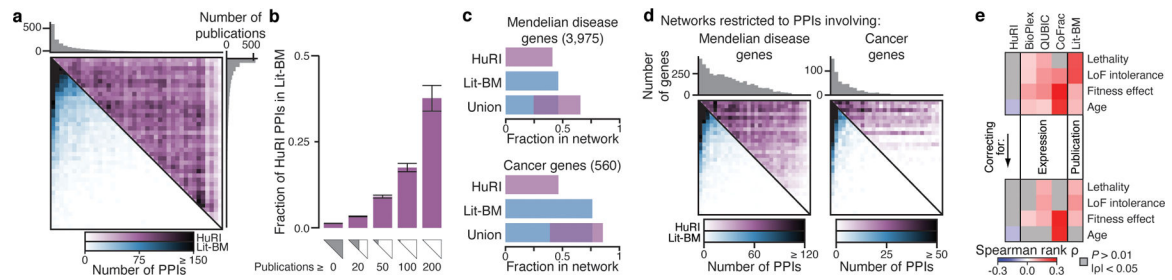 a
Number of
publications
500
0
0
500
HuRI
Lit-BM
0
75
≥ 150
Number of PPIs
b
Fraction of HuRI PPIs in Lit-BM
0.5
0.25
0.0
Publications ≥
0
20
50
100
200
c
Mendelian disease
genes (3,975)
HuRI
Lit-BM
Union
0
0.5
1
Fraction in network
Cancer genes (560)
HuRI
Lit-BM
Union
0
0.5
1
Fraction in network
d
Networks restricted to PPIs involving:
Mendelian disease
genes
Cancer
genes
Number
of genes
250
0
100
0
HuRI
Lit-BM
0
60
≥ 120
0
25
≥ 50
Number of PPIs
e
HuRI
BioPlex
QUBIC
CoFrac
Lit-BM
Lethality
LoF intolerance
Fitness effect
Age
Correcting
for:
Expression
Publication
Lethality
LoF intolerance
Fitness effect
Age
Spearman rank ρ
-0.3
0.3
P > 0.01
|ρ| < 0.05